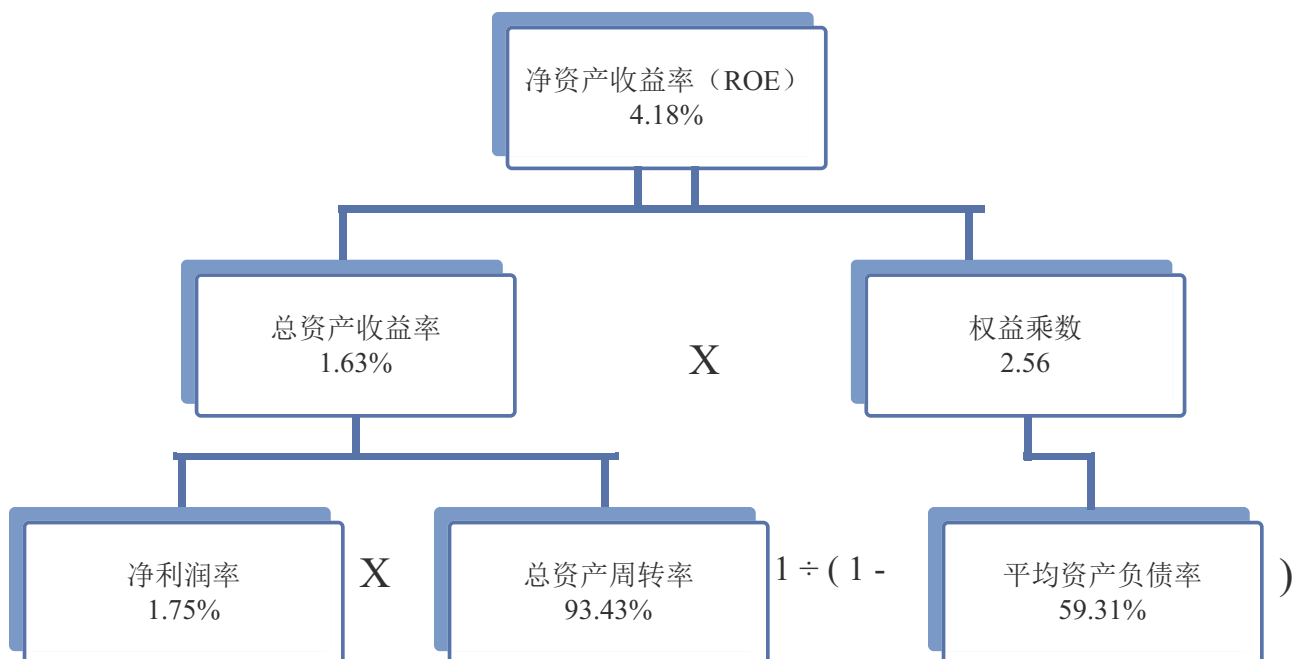 净资产收益率（ROE）
4.18%
总资产收益率
1.63%
X
权益乘数
2.56
净利润率
1.75%
X
总资产周转率
93.43%
1 ÷ ( 1 -
平均资产负债率
59.31%
)